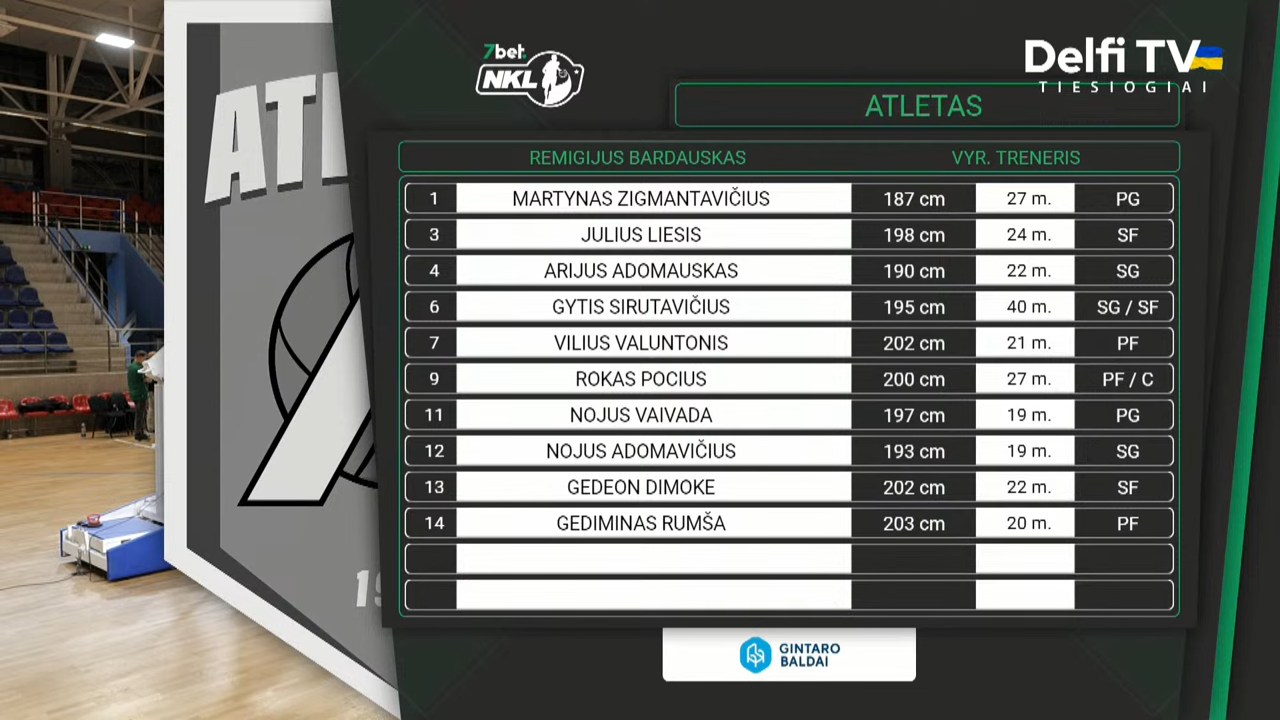 7bet.
NKL
Delfi TV
TIESIOGIAI
ATLETAS
REMIGIJUS BARDAUSKAS VYR. TRENERIS
1 MARTYNAS ZIGMANTAVIČIUS 187 cm 27 m. PG
3 JULIUS LIESIS 198 cm 24 m. SF
4 ARIJUS ADOMAUSKAS 190 cm 22 m. SG
6 GYTIS SIRUTAVIČIUS 195 cm 40 m. SG / SF
7 VILIUS VALUNTONIS 202 cm 21 m. PF
9 ROKAS POCIUS 200 cm 27 m. PF / C
11 NOJUS VAIVADA 197 cm 19 m. PG
12 NOJUS ADOMAVIČIUS 193 cm 19 m. SG
13 GEDEON DIMOKE 202 cm 22 m. SF
14 GEDIMINAS RUMŠA 203 cm 20 m. PF
GINTARO
BALDAI